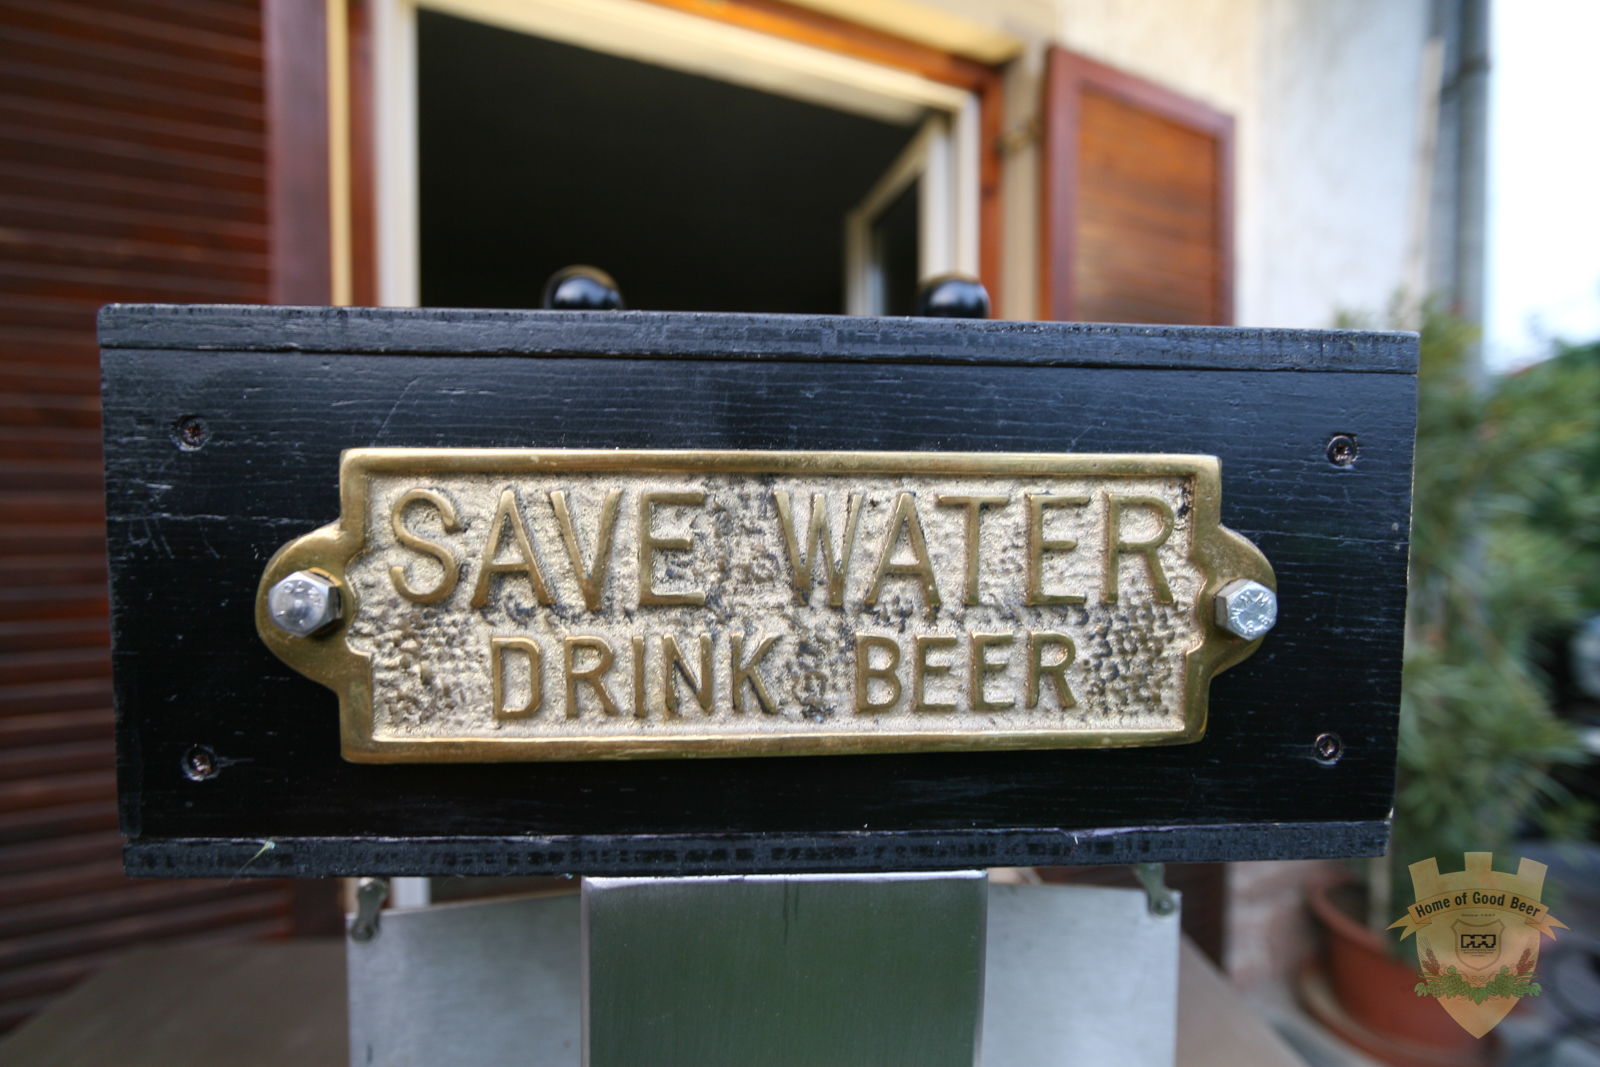 SAVE WATER
DRINK BEER
Home of Good Beer